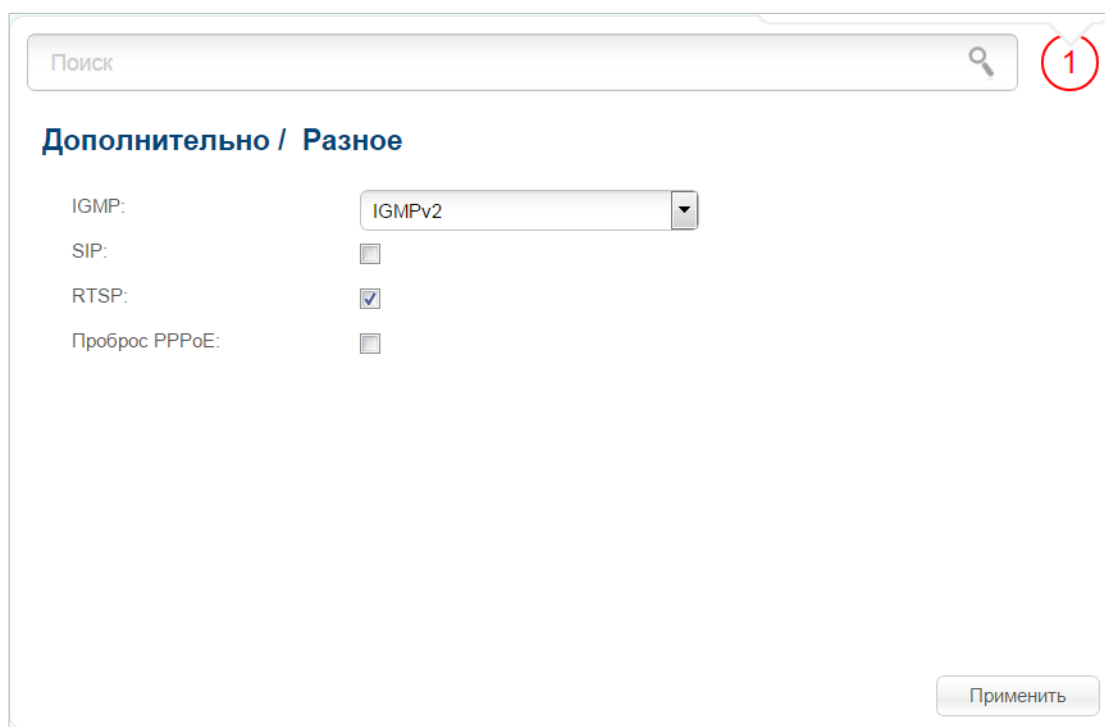 Поиск
1
Дополнительно / Разное
IGMP: IGMPv2
SIP:
RTSP:
Проброс PPPoE:
Применить